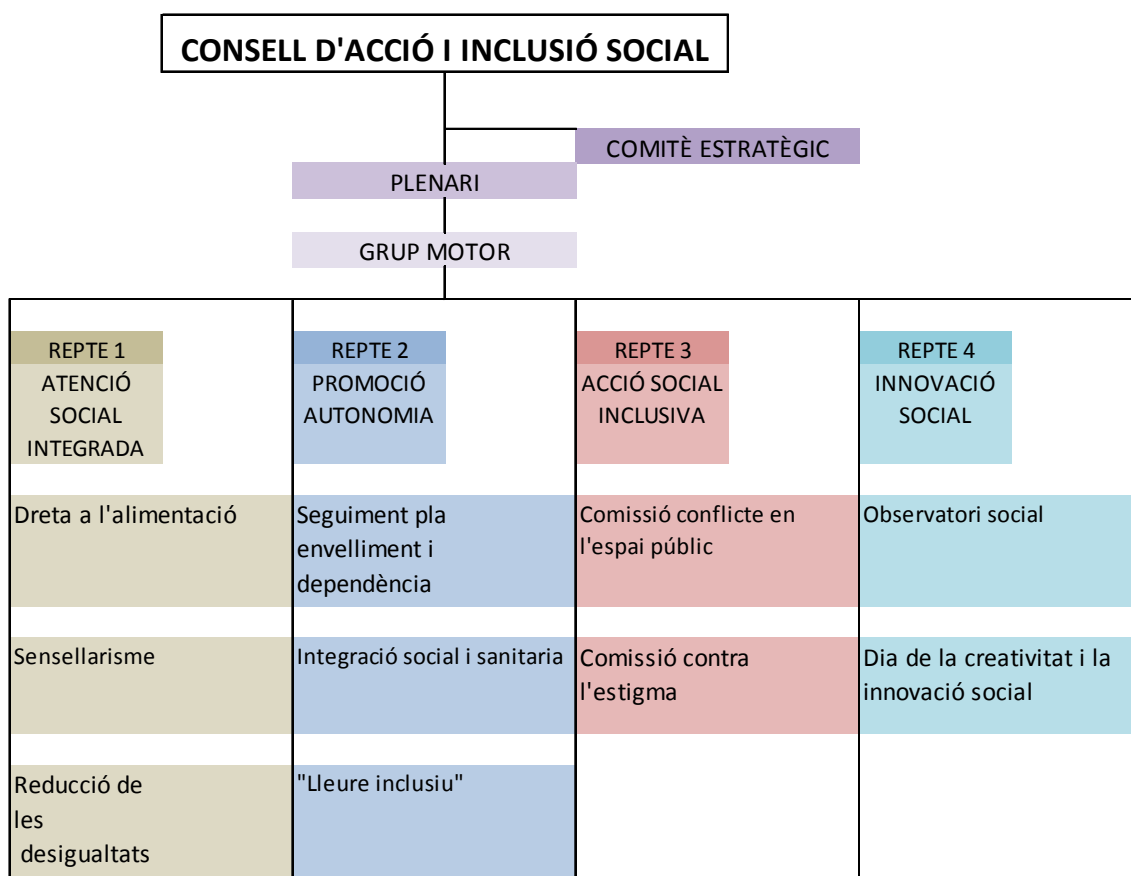 CONSELL D'ACCIÓ I INCLUSIÓ SOCIAL
COMITÈ ESTRATÈGIC
PLENARI
GRUP MOTOR
REPTE 1
ATENCIÓ
SOCIAL
INTEGRADA
REPTE 2
PROMOCIÓ
AUTONOMIA
REPTE 3
ACCIÓ SOCIAL
INCLUSIVA
REPTE 4
INNOVACIÓ
SOCIAL
Dreta a l'alimentació
Seguiment pla
envelliment i
dependència
Comissió conflicte en
l'espai públic
Observatori social
Sensellarisme
Integració social i sanitaria
Comissió contra
l'estigma
Dia de la creativitat i la
innovació social
Reducció de
les
desigualtats
"Lleure inclusiu"